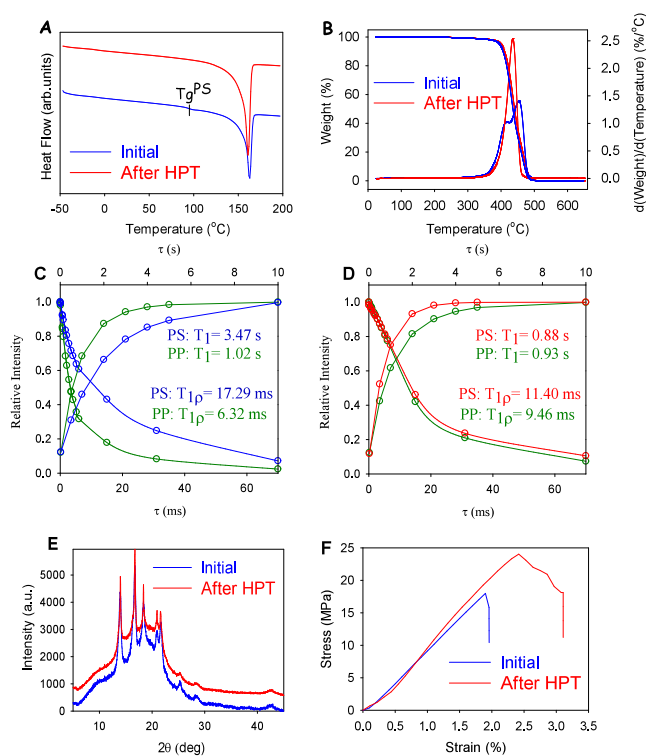 A
Heat Flow (arb.units)
TgPS
Initial
After HPT
-50 0 50 100 150 200
Temperature (oC)
B
Weight (%)
100
80
60
40
20
0
Initial
After HPT
2.5
2.0
1.5
1.0
0.5
0.0
d(Weight)/d(Temperature) (%/oC)
0 100 200 300 400 500 600
Temperature (oC)
C
τ (s)
0 2 4 6 8 10
Relative Intensity
1.0
0.8
0.6
0.4
0.2
0.0
PS: T1= 3.47 s
PP: T1= 1.02 s
PS: T1ρ= 17.29 ms
PP: T1ρ= 6.32 ms
0 20 40 60
τ (ms)
D
τ (s)
0 2 4 6 8 10
Relative Intensity
1.0
0.8
0.6
0.4
0.2
0.0
PS: T1= 0.88 s
PP: T1= 0.93 s
PS: T1ρ= 11.40 ms
PP: T1ρ= 9.46 ms
0 20 40 60
τ (ms)
E
Intensity (a.u.)
5000
4000
3000
2000
1000
0
Initial
After HPT
10 20 30 40
2θ (deg)
F
Stress (MPa)
25
20
15
10
5
0
Initial
After HPT
0.0 0.5 1.0 1.5 2.0 2.5 3.0 3.5
Strain (%)